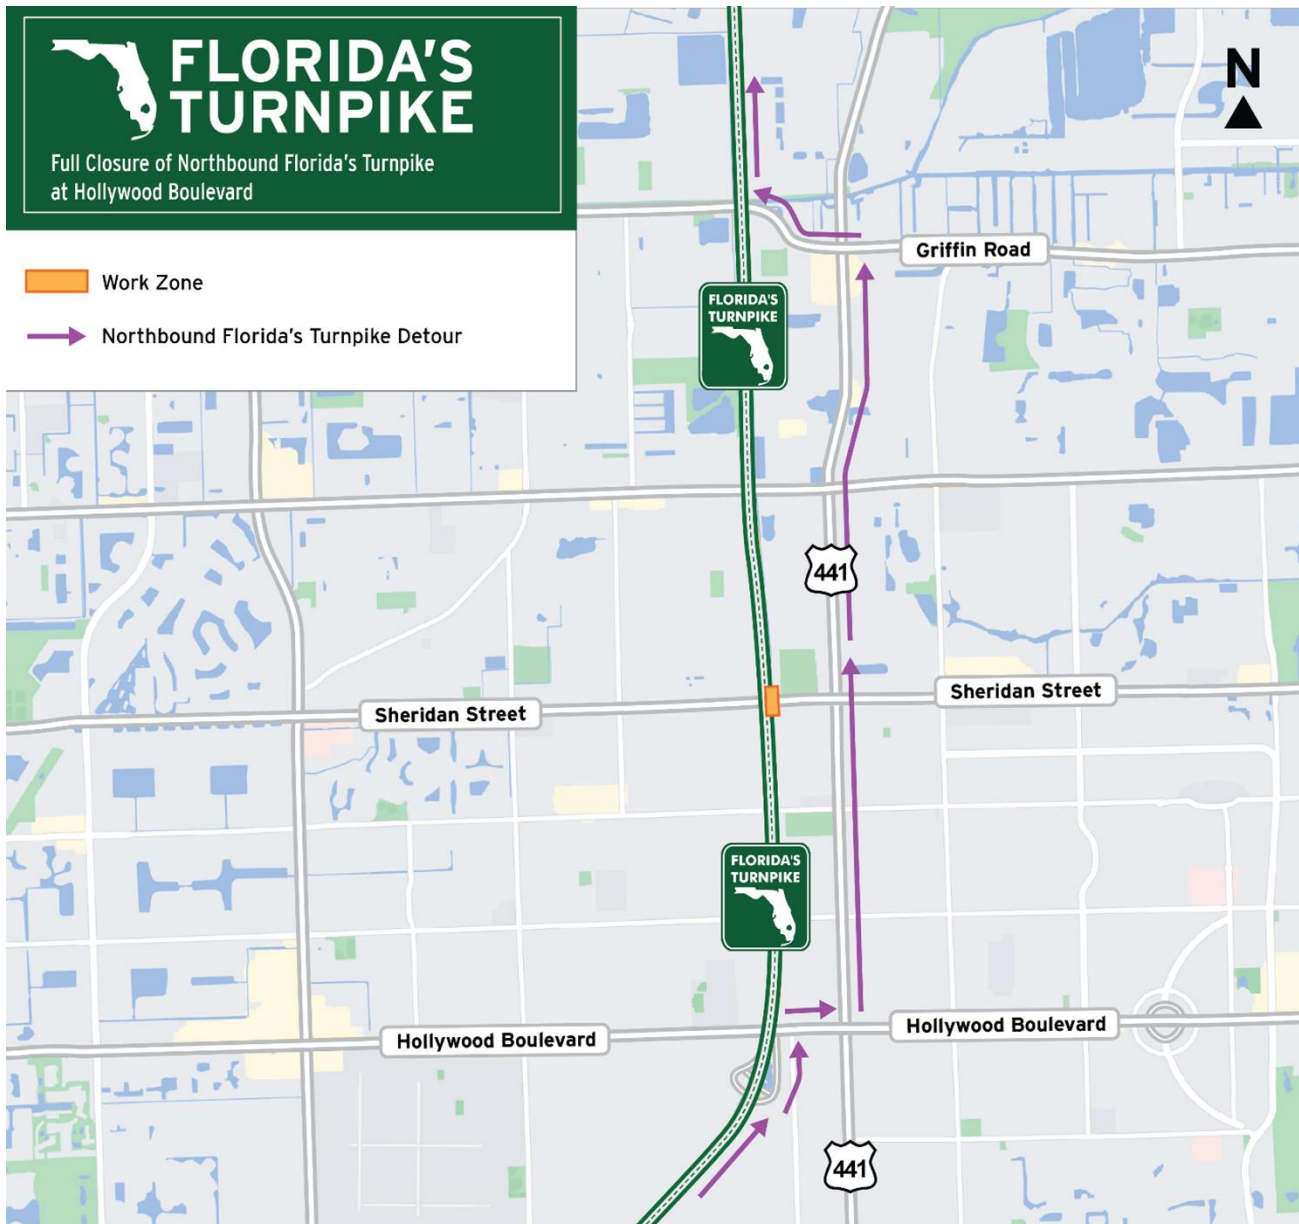 FLORIDA'S
TURNPIKE
Full Closure of Northbound Florida's Turnpike
at Hollywood Boulevard
Work Zone
Northbound Florida's Turnpike Detour
N
Griffin Road
FLORIDA'S
TURNPIKE
441
Sheridan Street
Sheridan Street
FLORIDA'S
TURNPIKE
Hollywood Boulevard
Hollywood Boulevard
441